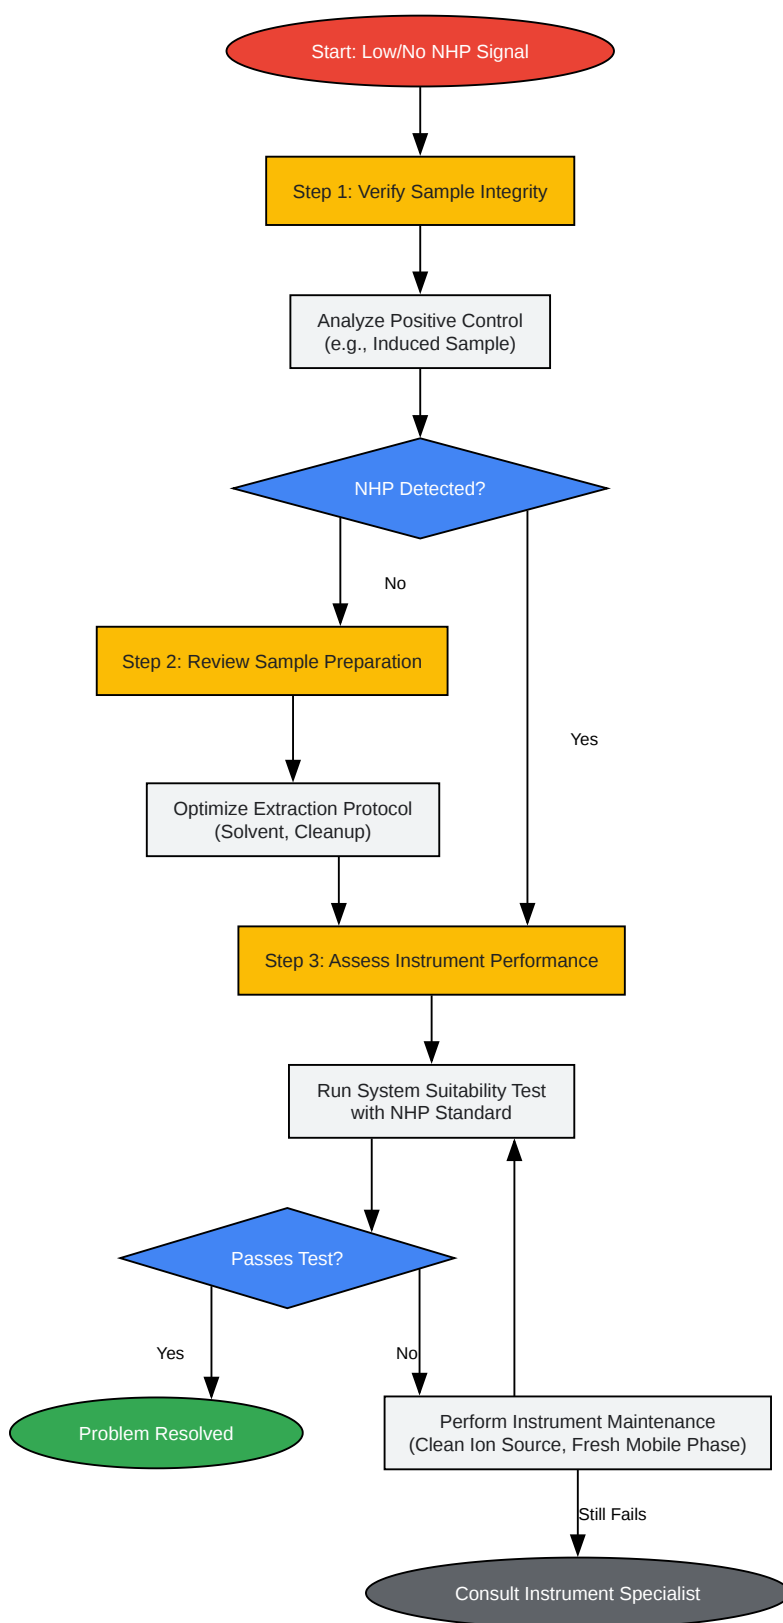 Start: Low/No NHP Signal
Step 1: Verify Sample Integrity
Analyze Positive Control
(e.g., Induced Sample)
NHP Detected?
No
Step 2: Review Sample Preparation
Yes
Optimize Extraction Protocol
(Solvent, Cleanup)
Step 3: Assess Instrument Performance
Run System Suitability Test
with NHP Standard
Passes Test?
Yes
No
Problem Resolved
Perform Instrument Maintenance
(Clean Ion Source, Fresh Mobile Phase)
Still Fails
Consult Instrument Specialist